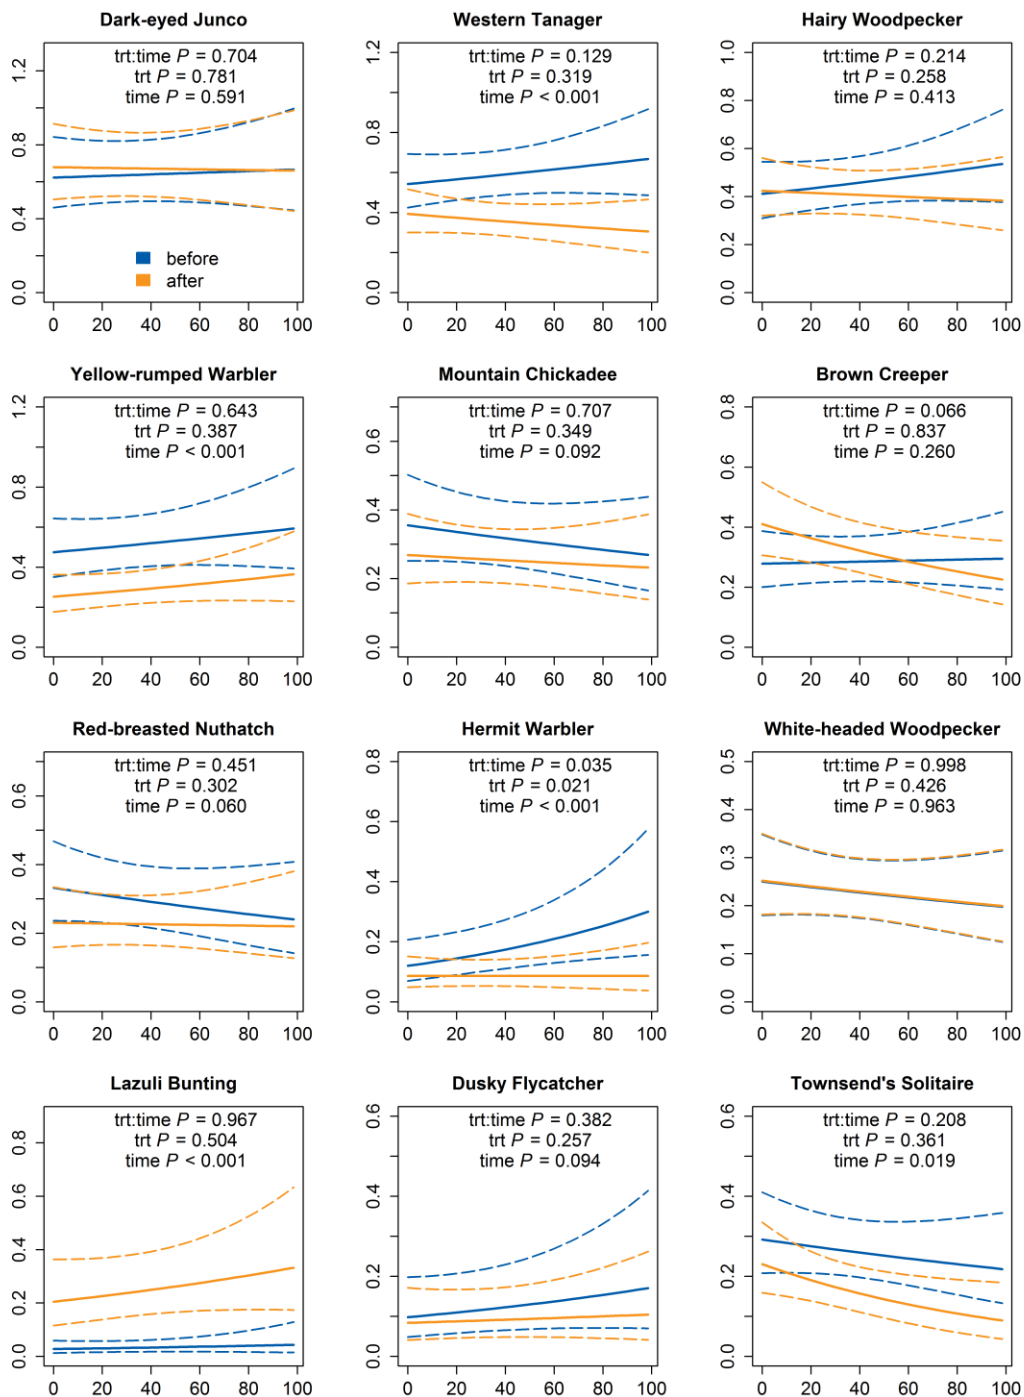 Dark-eyed Junco
trt:time P = 0.704
trt P = 0.781
time P = 0.591
before
after
0.0 0.4 0.8 1.2
0 20 40 60 80 100
Western Tanager
trt:time P = 0.129
trt P = 0.319
time P < 0.001
0.0 0.4 0.8 1.2
0 20 40 60 80 100
Hairy Woodpecker
trt:time P = 0.214
trt P = 0.258
time P = 0.413
0.0 0.2 0.4 0.6 0.8 1.0
0 20 40 60 80 100
Yellow-rumped Warbler
trt:time P = 0.643
trt P = 0.387
time P < 0.001
0.0 0.4 0.8 1.2
0 20 40 60 80 100
Mountain Chickadee
trt:time P = 0.707
trt P = 0.349
time P = 0.092
0.0 0.2 0.4 0.6
0 20 40 60 80 100
Brown Creeper
trt:time P = 0.066
trt P = 0.837
time P = 0.260
0.0 0.2 0.4 0.6 0.8
0 20 40 60 80 100
Red-breasted Nuthatch
trt:time P = 0.451
trt P = 0.302
time P = 0.060
0.0 0.2 0.4 0.6
0 20 40 60 80 100
Hermit Warbler
trt:time P = 0.035
trt P = 0.021
time P < 0.001
0.0 0.2 0.4 0.6 0.8
0 20 40 60 80 100
White-headed Woodpecker
trt:time P = 0.998
trt P = 0.426
time P = 0.963
0.0 0.1 0.2 0.3 0.4 0.5
0 20 40 60 80 100
Lazuli Bunting
trt:time P = 0.967
trt P = 0.504
time P < 0.001
0.0 0.2 0.4 0.6 0.8
0 20 40 60 80 100
Dusky Flycatcher
trt:time P = 0.382
trt P = 0.257
time P = 0.094
0.0 0.2 0.4 0.6
0 20 40 60 80 100
Townsend's Solitaire
trt:time P = 0.208
trt P = 0.361
time P = 0.019
0.0 0.2 0.4 0.6
0 20 40 60 80 100